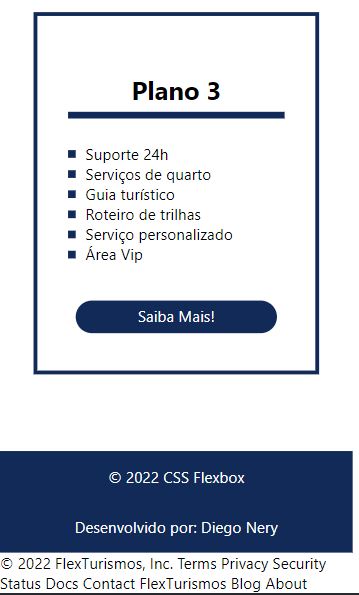 Plano 3
Suporte 24h
Serviços de quarto
Guia turístico
Roteiro de trilhas
Serviço personalizado
Área Vip
Saiba Mais!
© 2022 CSS Flexbox
Desenvolvido por: Diego Nery
© 2022 FlexTurismos, Inc. Terms Privacy Security
Status Docs Contact FlexTurismos Blog About